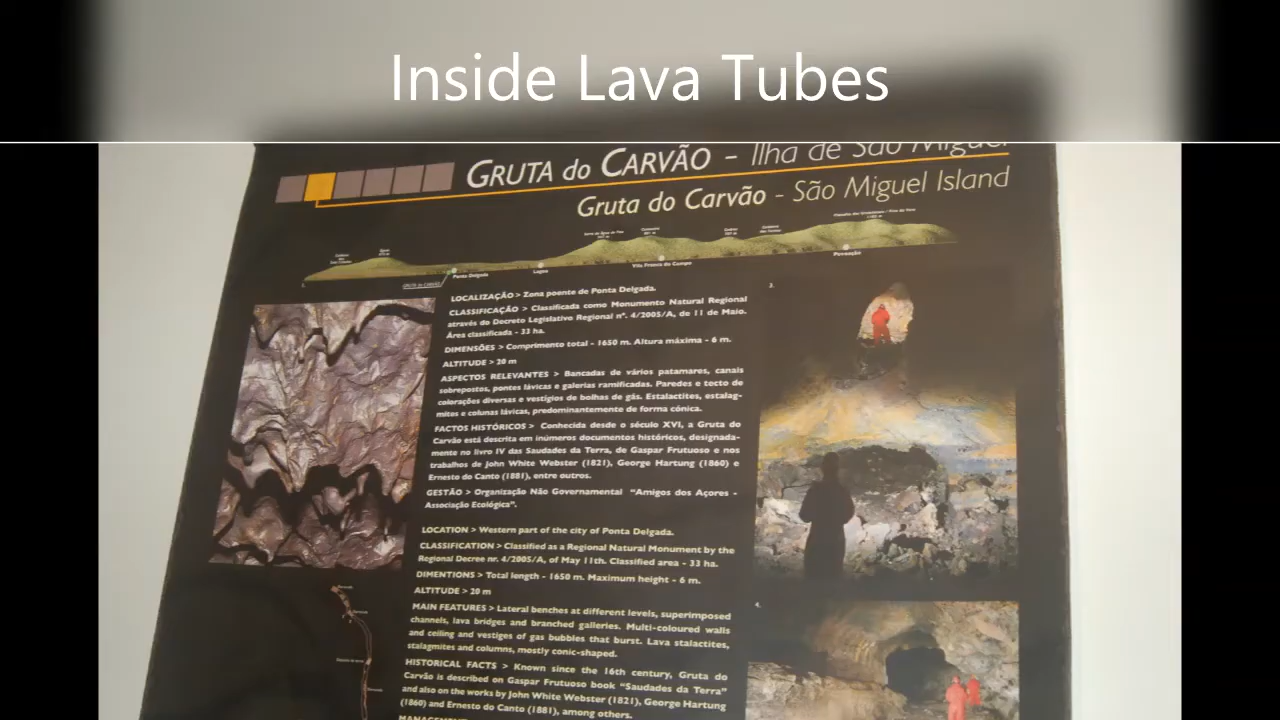 Inside Lava Tubes
GRUTA do CARVÃO - Ilha de São Miguel
Gruta do Carvão - São Miguel Island
Ponta Delgada
Lagoa
Vila Franca do Campo
Povoação
LOCALIZAÇÃO > Zona poente de Ponta Delgada.
CLASSIFICAÇÃO > Classificada como Monumento Natural Regional
através do Decreto Legislativo Regional nº. 4/2005/A, de 11 de Maio.
Área classificada - 33 ha.
DIMENSÕES > Comprimento total - 1650 m. Altura máxima - 6 m.
ALTITUDE > 20 m
ASPECTOS RELEVANTES > Bancadas de vários patamares, canais
sobrepostos, pontes lávicas e galerias ramificadas. Paredes e tecto de
colorações diversas e vestígios de bolhas de gás. Estalactites, estalag-
mites e colunas lávicas, predominantemente de forma cónica.
FACTOS HISTÓRICOS > Conhecida desde o século XVI, a Gruta do
Carvão está descrita em inúmeros documentos históricos, designada-
mente no livro IV das Saudades da Terra, de Gaspar Frutuoso e nos
trabalhos de John White Webster (1821), George Hartung (1860) e
Ernesto do Canto (1881), entre outros.
GESTÃO > Organização Não Governamental "Amigos dos Açores -
Associação Ecológica".
LOCATION > Western part of the city of Ponta Delgada.
CLASSIFICATION > Classified as a Regional Natural Monument by the
Regional Decree nr. 4/2005/A, of May 11th. Classified area - 33 ha.
DIMENTIONS > Total length - 1650 m. Maximum height - 6 m.
ALTITUDE > 20 m
MAIN FEATURES > Lateral benches at different levels, superimposed
channels, lava bridges and branched galleries. Multi-coloured walls
and ceiling and vestiges of gas bubbles that burst. Lava stalactites,
stalagmites and columns, mostly conic-shaped.
HISTORICAL FACTS > Known since the 16th century, Gruta do
Carvão is described on Gaspar Frutuoso book "Saudades da Terra"
and also on the works by John White Webster (1821), George Hartung
(1860) and Ernesto do Canto (1881), among others.